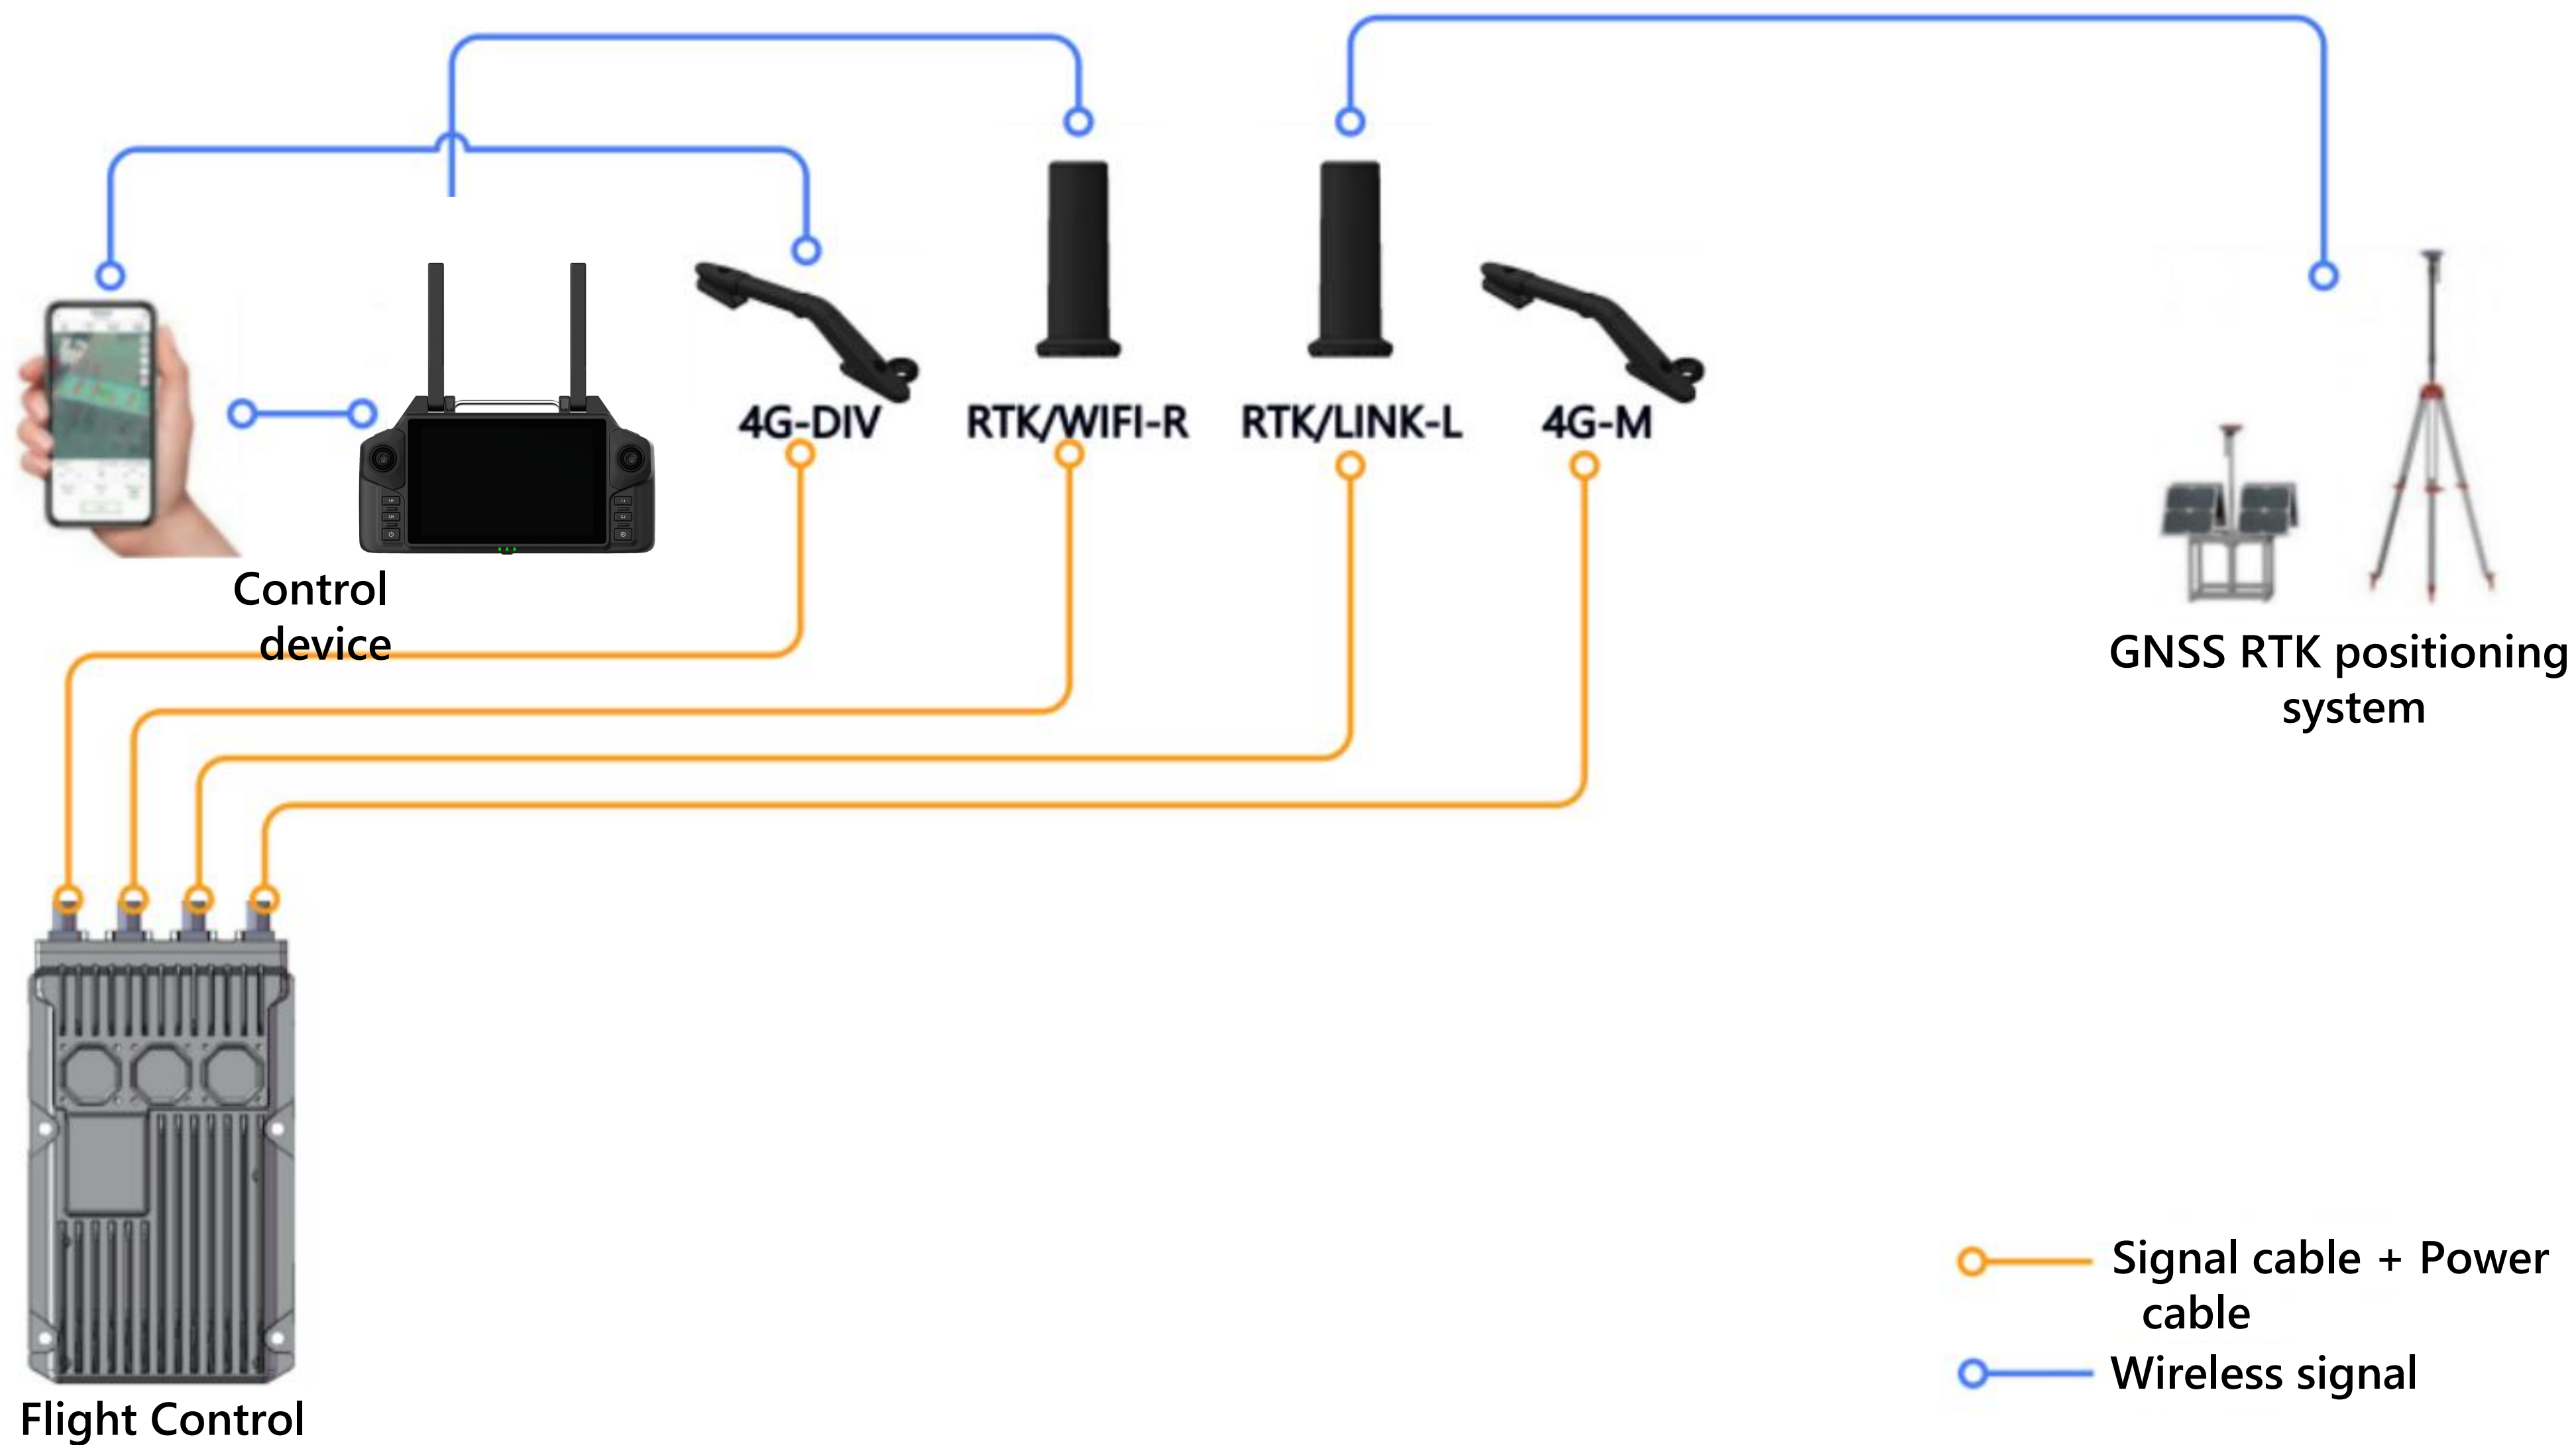 4G-DIV
RTK/WIFI-R
RTK/LINK-L
4G-M
Control
device
GNSS RTK positioning
system
Signal cable + Power
cable
Wireless signal
Flight Control